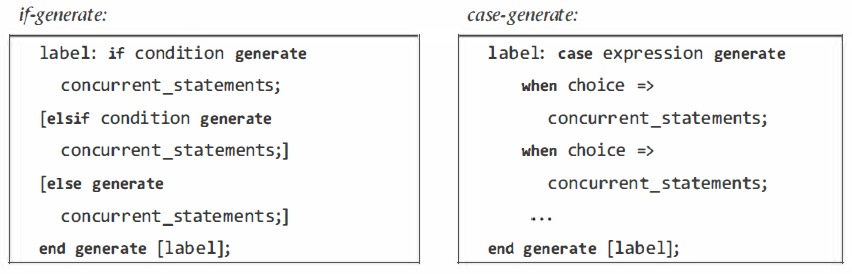 if-generate:
label: if condition generate
concurrent_statements;
[elsif condition generate
concurrent_statements;]
[else generate
concurrent_statements;]
end generate [label];
case-generate:
label: case expression generate
when choice =>
concurrent_statements;
when choice =>
concurrent_statements;
...
end generate [label];